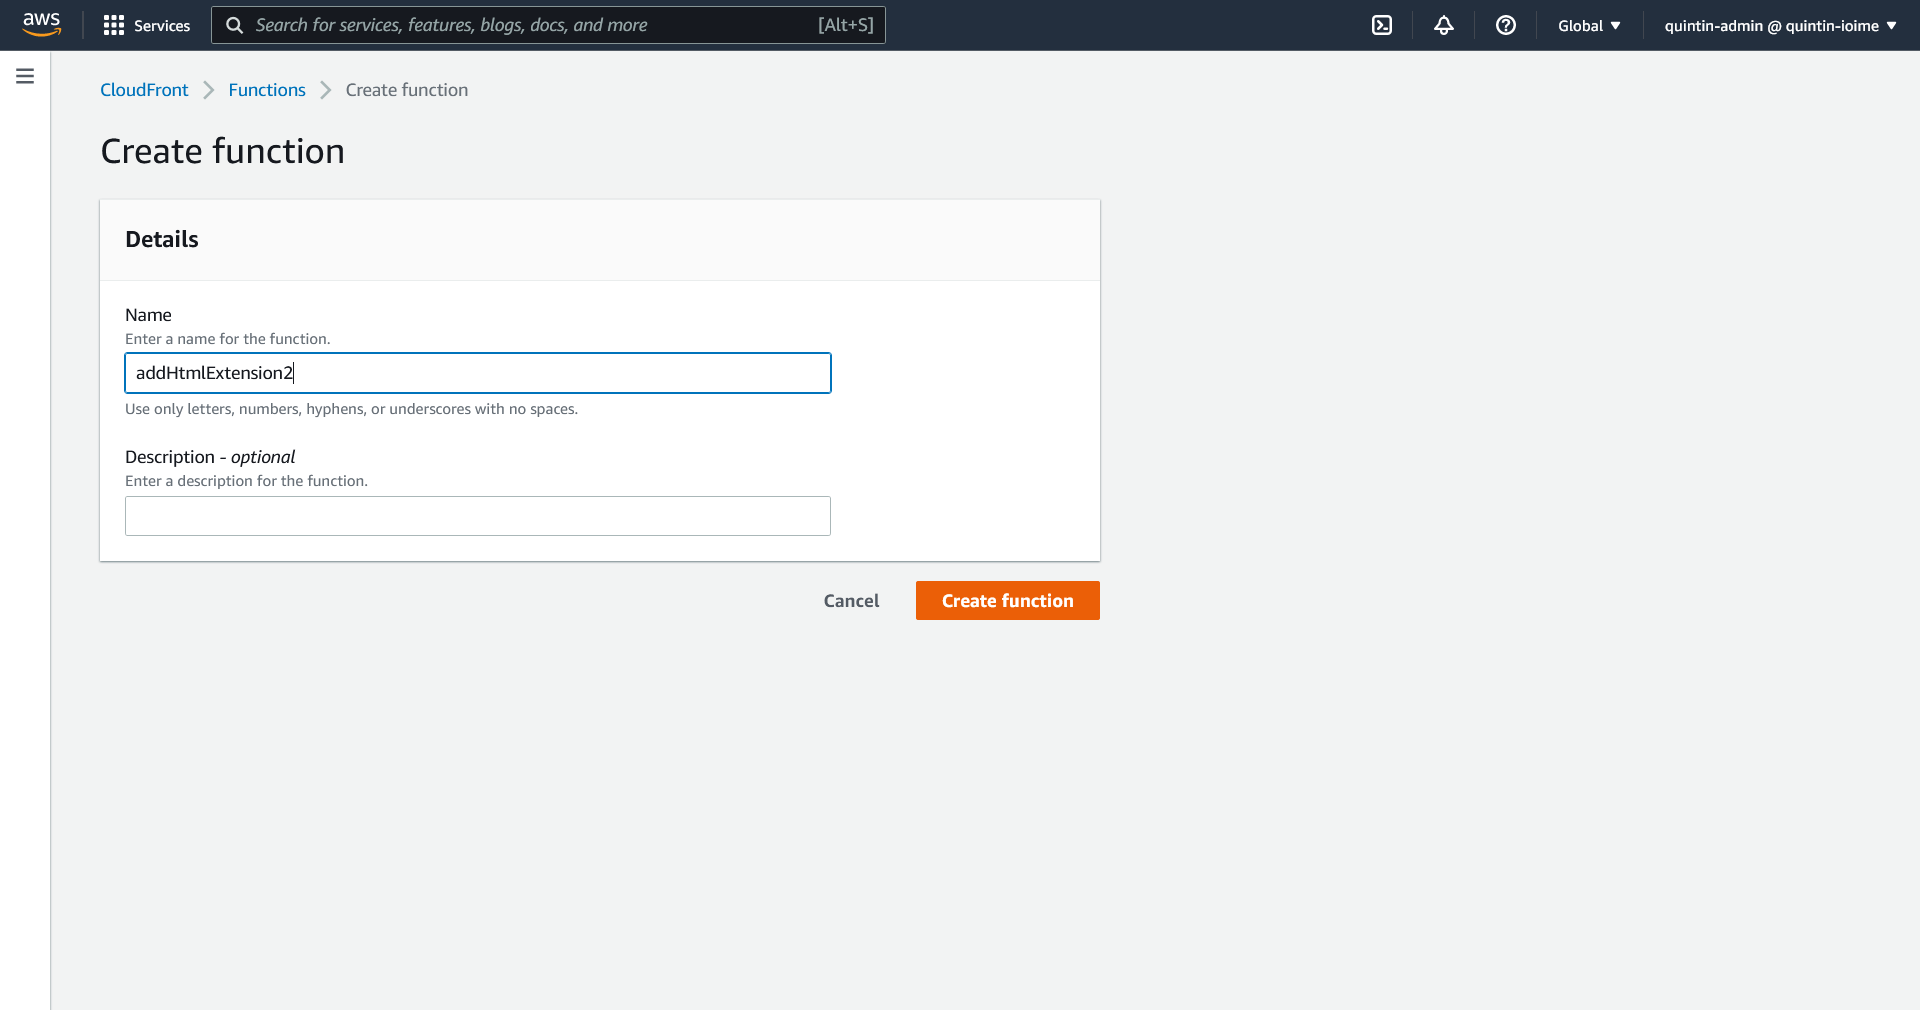 aws
Services
Search for services, features, blogs, docs, and more [Alt+S]
Global
quintin-admin @ quintin-ioime
CloudFront
Functions
Create function
Create function
Details
Name
Enter a name for the function.
addHtmlExtension2
Use only letters, numbers, hyphens, or underscores with no spaces.
Description - optional
Enter a description for the function.
Cancel
Create function